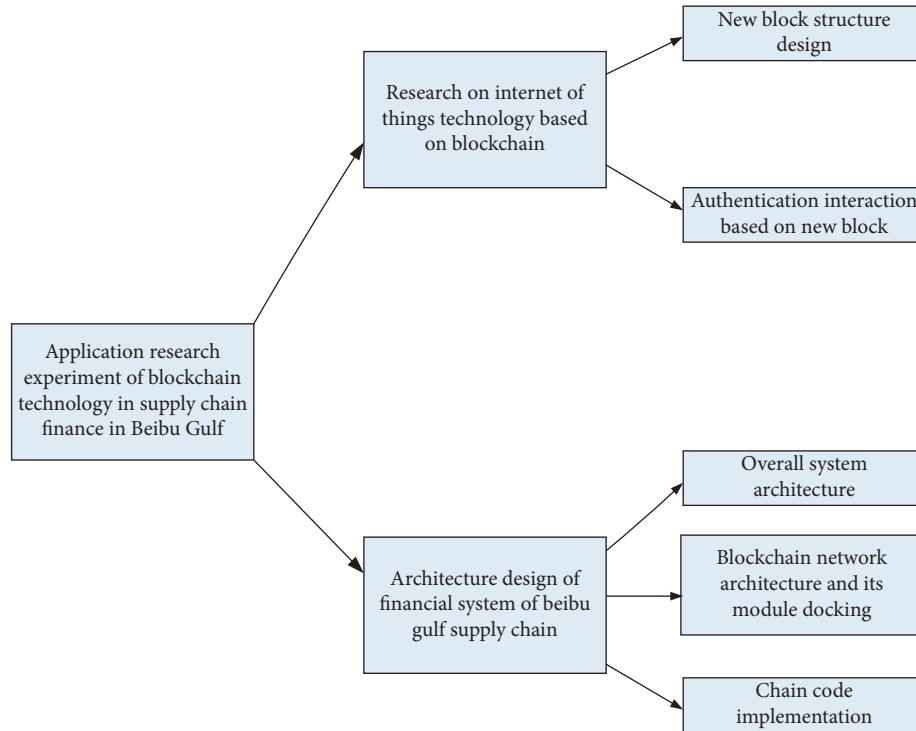 New block structure
design
Research on internet of
things technology based
on blockchain
Authentication interaction
based on new block
Application research
experiment of blockchain
technology in supply chain
finance in Beibu Gulf
Overall system
architecture
Blockchain network
architecture and its
module docking
Architecture design of
financial system of beibu
gulf supply chain
Chain code
implementation